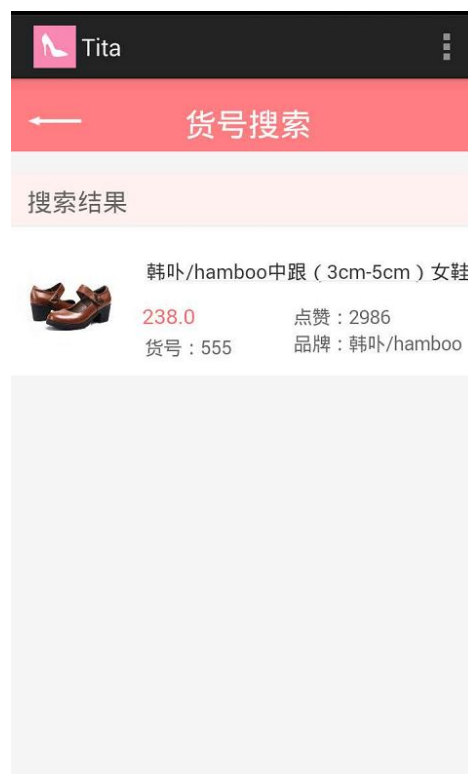 Tita
货号搜索
搜索结果
韩卟/hamboo中跟（3cm-5cm）女鞋
238.0 点赞：2986
货号：555 品牌：韩卟/hamboo